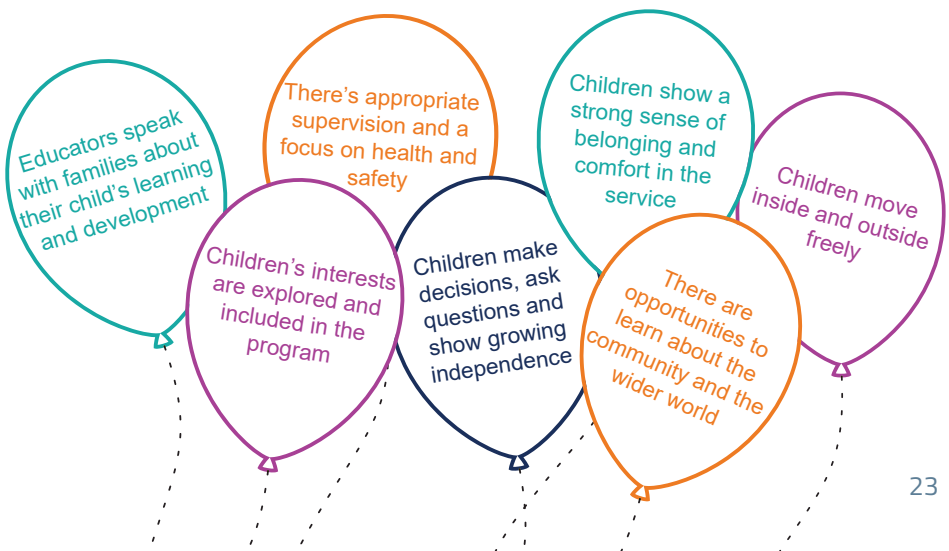 Educators speak
with families about
their child's learning
and development
There's appropriate
supervision and a
focus on health and
safety
Children show a
strong sense of
belonging and
comfort in the
service
Children move
inside and outside
freely
Children's interests
are explored and
included in the
program
Children make
decisions, ask
questions and
show growing
independence
There are
opportunities to
learn about the
community and the
wider world
23